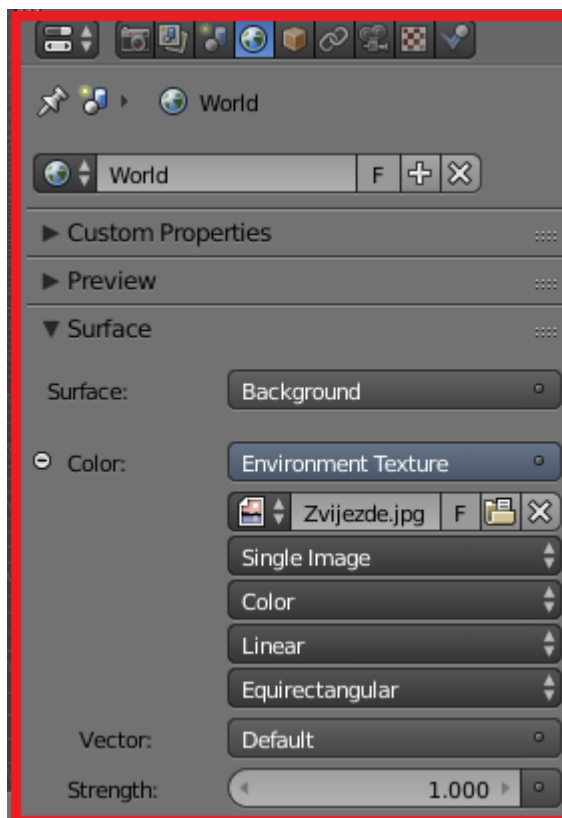 World
World F
Custom Properties
Preview
Surface
Surface: Background
Color: Environment Texture
Zvijezde.jpg F
Single Image
Color
Linear
Equirectangular
Vector: Default
Strength: 1.000